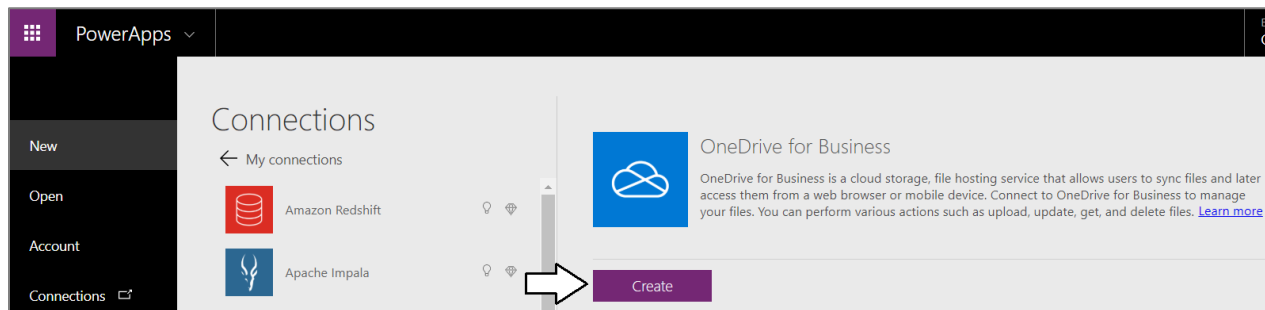 PowerApps
New
Open
Account
Connections
Connections
My connections
Amazon Redshift
Apache Impala
OneDrive for Business
OneDrive for Business is a cloud storage, file hosting service that allows users to sync files and later
access them from a web browser or mobile device. Connect to OneDrive for Business to manage
your files. You can perform various actions such as upload, update, get, and delete files. Learn more
Create